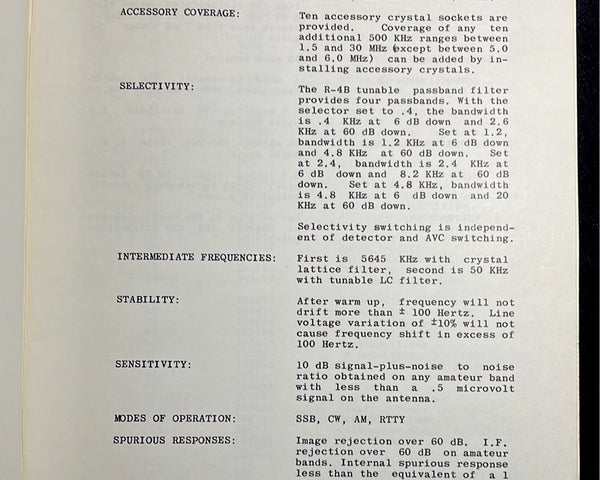 ACCESSORY COVERAGE: Ten accessory crystal sockets are
provided. Coverage of any ten
additional 500 KHz ranges between
1.5 and 30 MHz (except between 5.0
and 6.0 MHz) can be added by in-
stalling accessory crystals.
SELECTIVITY: The R-4B tunable passband filter
provides four passbands. With the
selector set to .4, the bandwidth
is .4 KHz at 6 dB down and 2.6
KHz at 60 dB down. Set at 1.2,
bandwidth is 1.2 KHz at 6 dB down
and 4.8 KHz at 60 dB down. Set
at 2.4, bandwidth is 2.4 KHz at
6 dB down and 8.2 KHz at 60 dB
down. Set at 4.8 KHz, bandwidth
is 4.8 KHz at 6 dB down and 20
KHz at 60 dB down.
Selectivity switching is independ-
ent of detector and AVC switching.
INTERMEDIATE FREQUENCIES: First is 5645 KHz with crystal
lattice filter, second is 50 KHz
with tunable LC filter.
STABILITY: After warm up, frequency will not
drift more than ± 100 Hertz. Line
voltage variation of ±10% will not
cause frequency shift in excess of
100 Hertz.
SENSITIVITY: 10 dB signal-plus-noise to noise
ratio obtained on any amateur band
with less than a .5 microvolt
signal on the antenna.
MODES OF OPERATION: SSB, CW, AM, RTTY
SPURIOUS RESPONSES: Image rejection over 60 dB. I.F.
rejection over 60 dB on amateur
bands. Internal spurious response
less than the equivalent of a 1